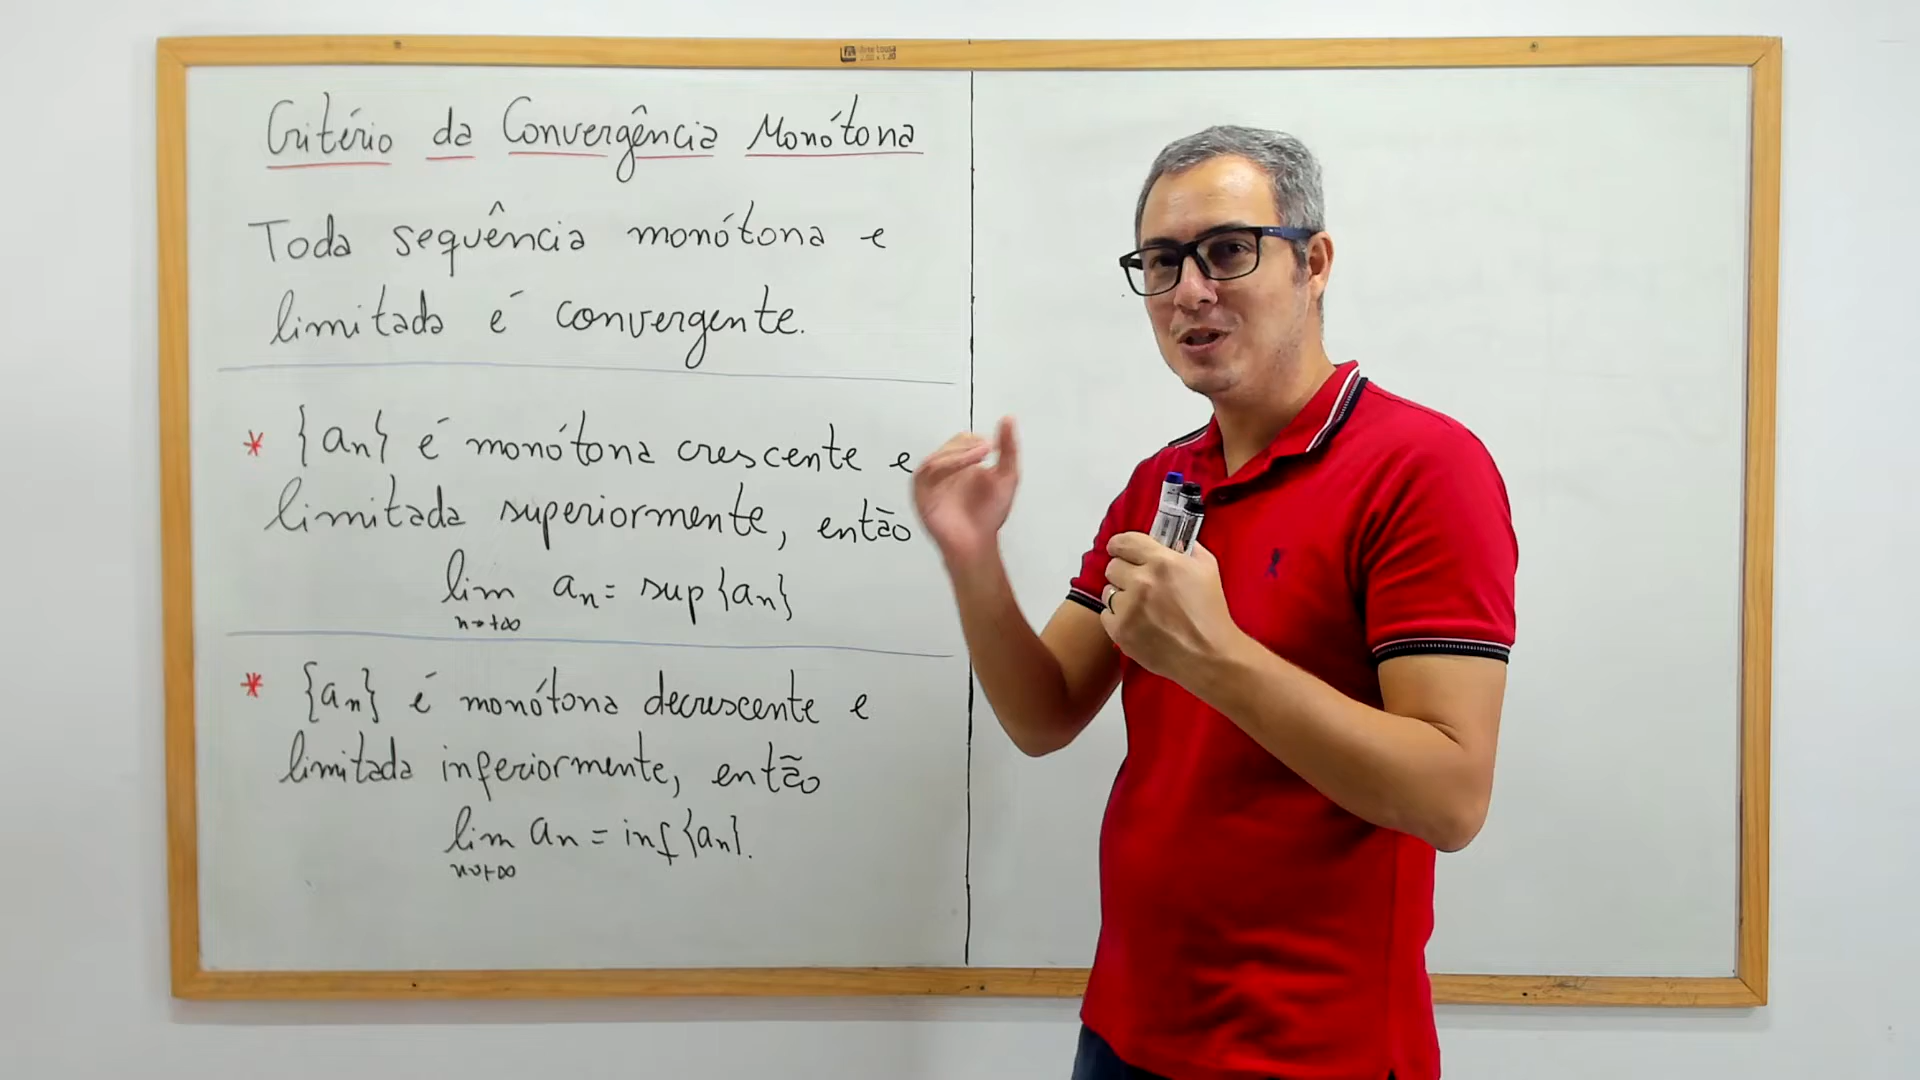 Critério da Convergência Monótona
Toda sequência monótona e
limitada é convergente.
* {an} é monótona crescente e
limitada superiormente, então
lim an = sup{an}
n→+∞
* {an} é monótona decrescente e
limitada inferiormente, então
lim an = inf{an}.
n→+∞